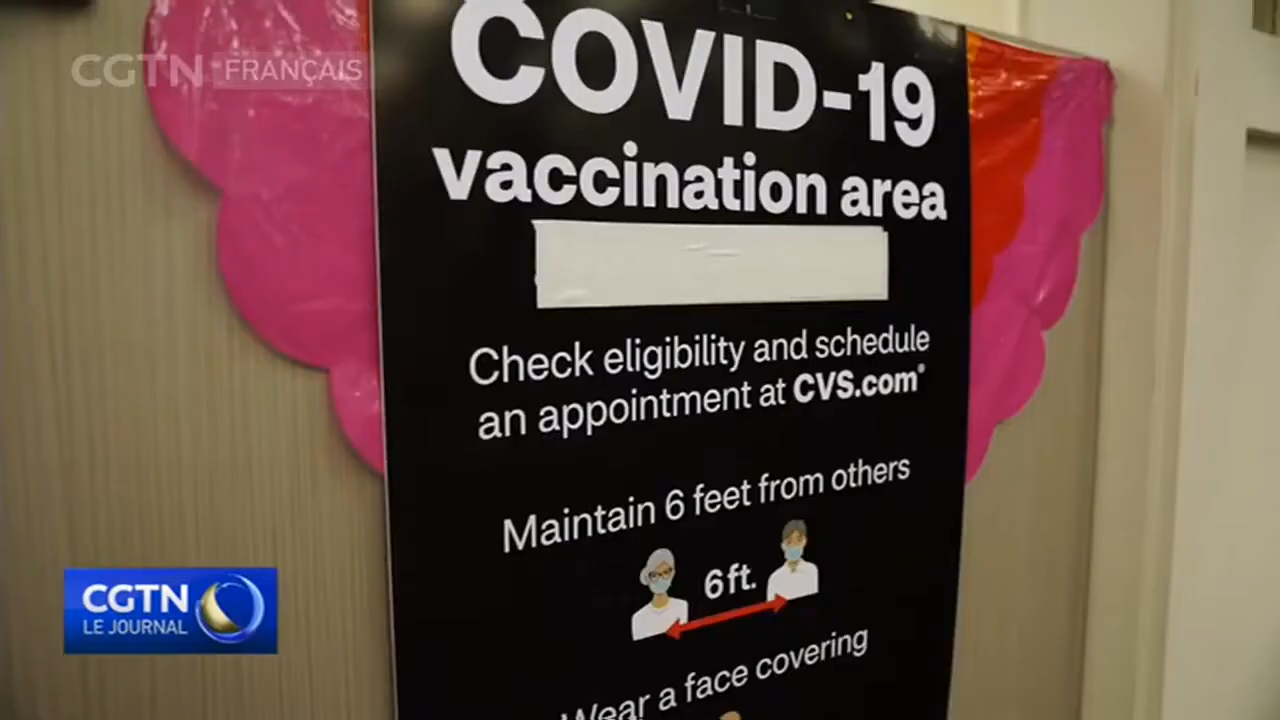 CGTN FRANÇAIS
COVID-19
vaccination area
Check eligibility and schedule
an appointment at CVS.com®
Maintain 6 feet from others
6ft.
Wear a face covering
CGTN
LE JOURNAL